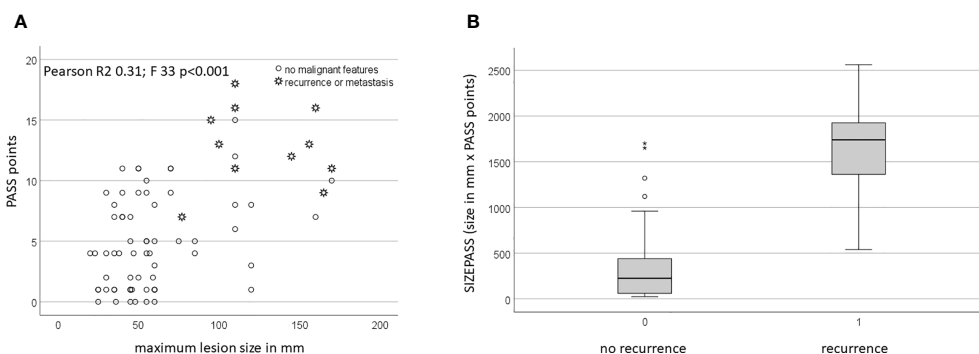 A
Pearson R2 0.31; F 33 p<0.001
no malignant features
recurrence or metastasis
PASS points
20
15
10
5
0
0 50 100 150 200
maximum lesion size in mm
B
SIZEPASS (size in mm x PASS points)
2500
2000
1500
1000
500
0
0 1
no recurrence recurrence